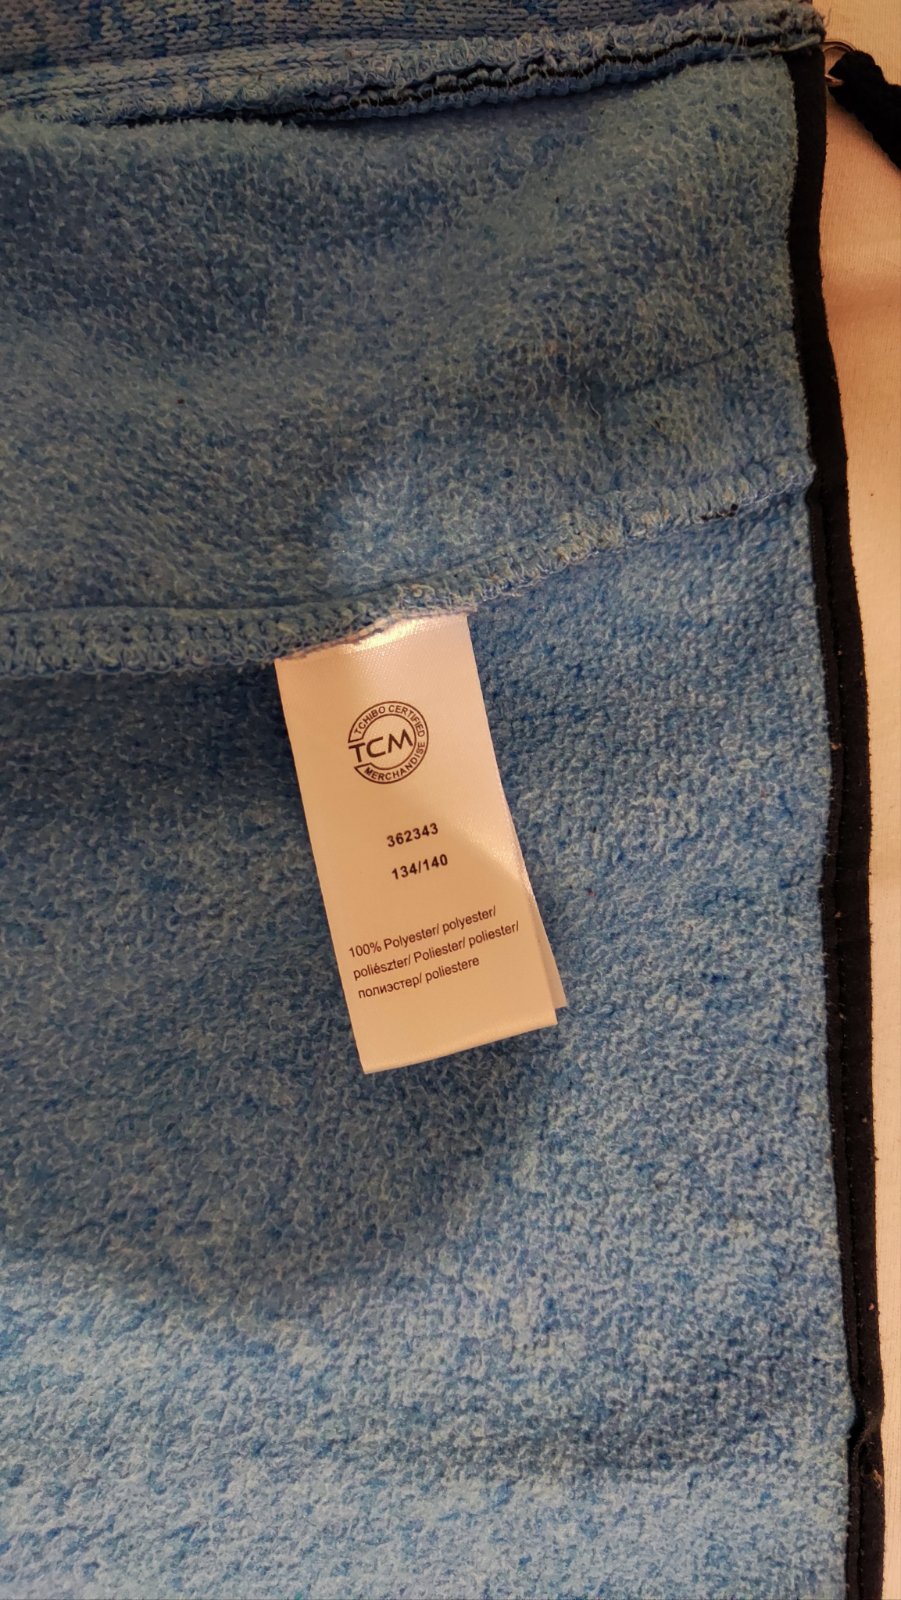 TCHIBO CERTIFIED
TCM
MERCHANDISE
362343
134/140
100% Polyester/ polyester/
poliészter/ Poliester/ poliester/
полиэстер/ poliestere